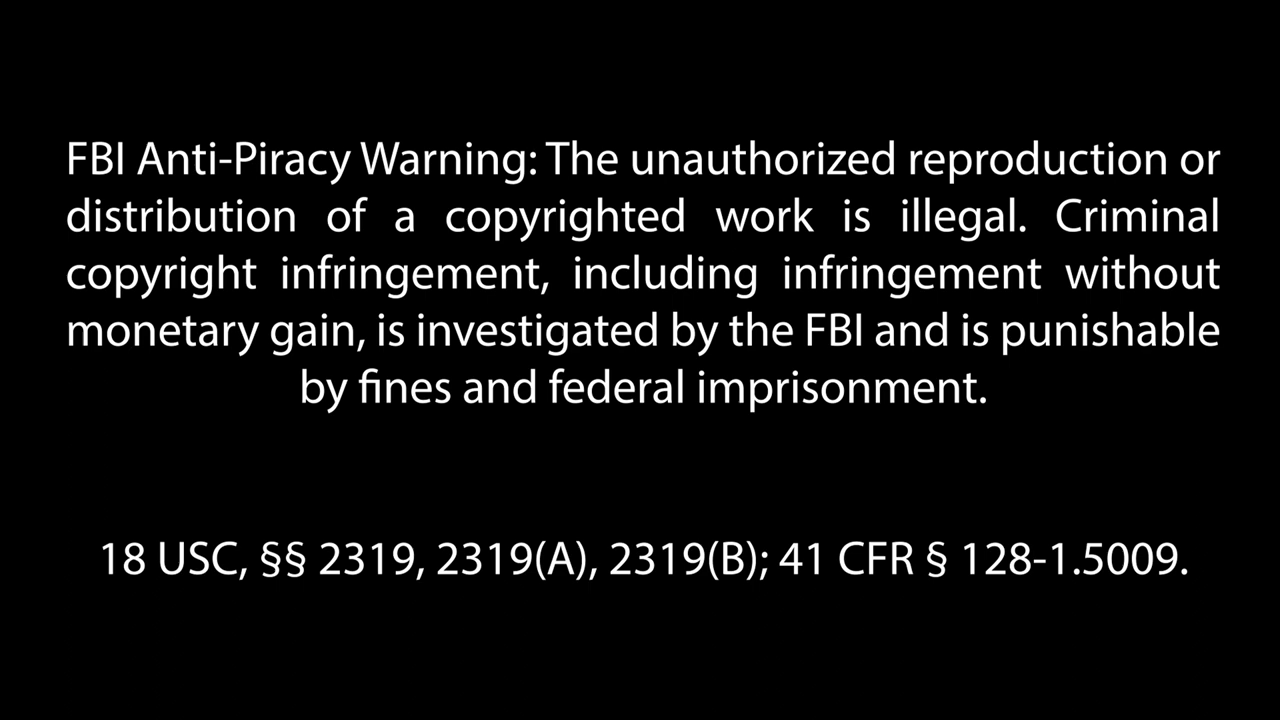 FBI Anti-Piracy Warning: The unauthorized reproduction or
distribution of a copyrighted work is illegal. Criminal
copyright infringement, including infringement without
monetary gain, is investigated by the FBI and is punishable
by fines and federal imprisonment.
18 USC, §§ 2319, 2319(A), 2319(B); 41 CFR § 128-1.5009.